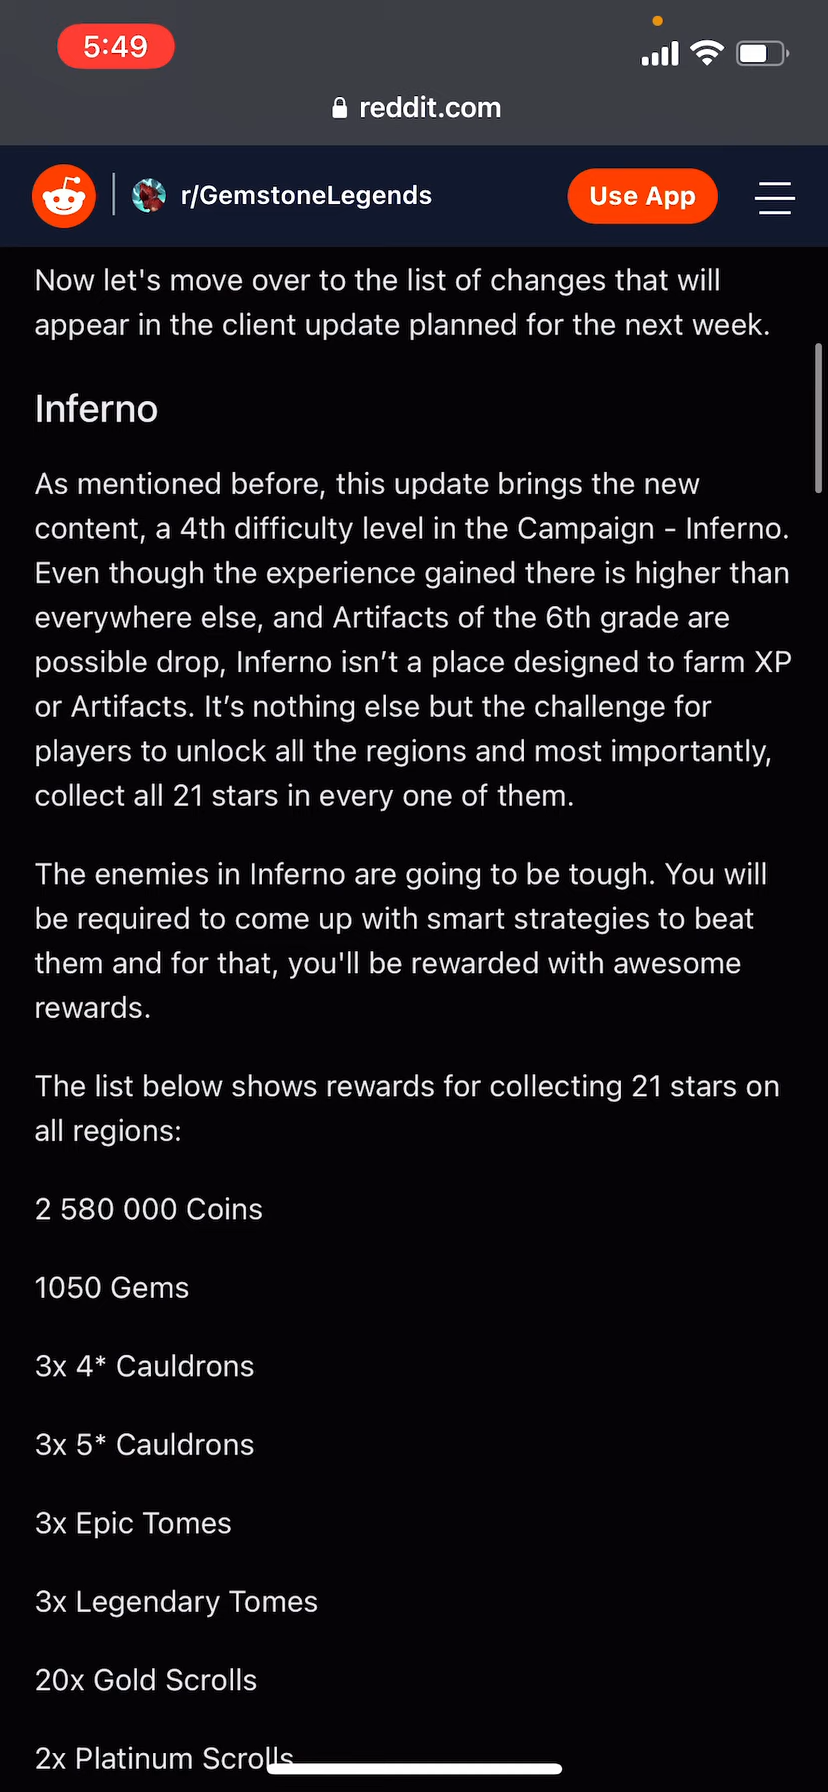 5:49
reddit.com
r/GemstoneLegends
Use App
Now let's move over to the list of changes that will
appear in the client update planned for the next week.
Inferno
As mentioned before, this update brings the new
content, a 4th difficulty level in the Campaign - Inferno.
Even though the experience gained there is higher than
everywhere else, and Artifacts of the 6th grade are
possible drop, Inferno isn’t a place designed to farm XP
or Artifacts. It’s nothing else but the challenge for
players to unlock all the regions and most importantly,
collect all 21 stars in every one of them.
The enemies in Inferno are going to be tough. You will
be required to come up with smart strategies to beat
them and for that, you'll be rewarded with awesome
rewards.
The list below shows rewards for collecting 21 stars on
all regions:
2 580 000 Coins
1050 Gems
3x 4* Cauldrons
3x 5* Cauldrons
3x Epic Tomes
3x Legendary Tomes
20x Gold Scrolls
2x Platinum Scrolls